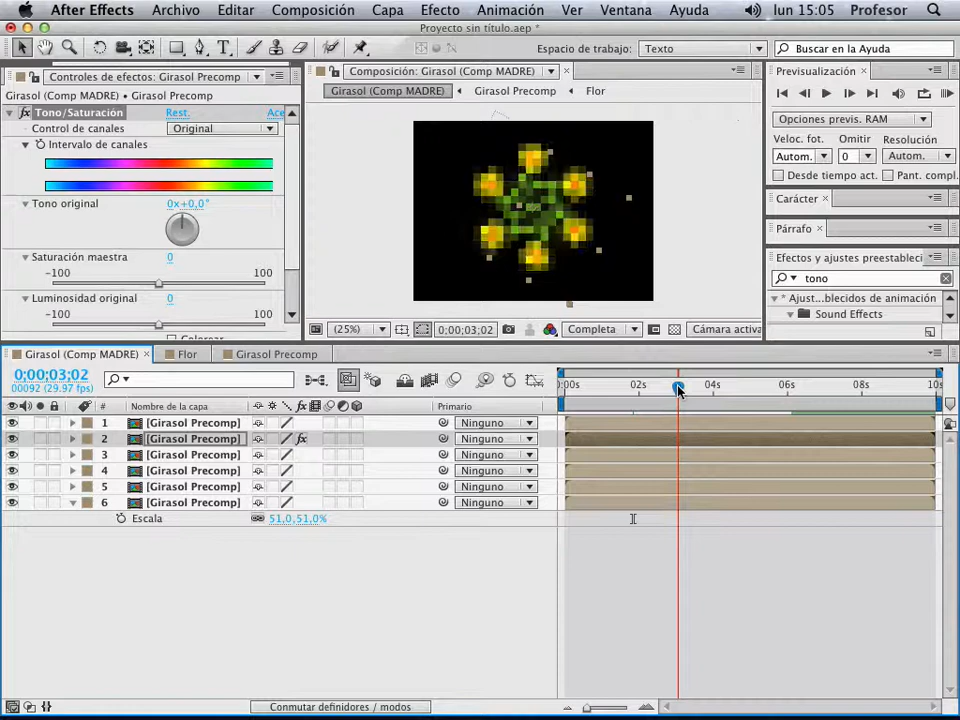 After Effects Archivo Editar Composición Capa Efecto Animación Ver Ventana Ayuda lun 15:05 Profesor
Proyecto sin título.aep *
Espacio de trabajo: Texto Buscar en la Ayuda
Controles de efectos: Girasol Precomp
Girasol (Comp MADRE) • Girasol Precomp
Tono/Saturación Rest. Ace
Control de canales Original
Intervalo de canales
Tono original 0x+0,0°
Saturación maestra 0
-100 100
Luminosidad original 0
-100 100
Colorear
Composición: Girasol (Comp MADRE)
Girasol (Comp MADRE) Girasol Precomp Flor
(25%) 0;00;03;02 Completa Cámara activa
Previsualización
Opciones previs. RAM
Veloc. fot. Omitir Resolución
Autom. 0 Autom.
Desde tiempo act. Pant. compl.
Carácter
Párrafo
Efectos y ajustes preestableci
tono
* Ajust...blecidos de animación
Sound Effects
Girasol (Comp MADRE) Flor Girasol Precomp
0;00;03;02
00092 (29.97 fps)
:00s 02s 04s 06s 08s 10s
# Nombre de la capa Primario
1 [Girasol Precomp] Ninguno
2 [Girasol Precomp] fx Ninguno
3 [Girasol Precomp] Ninguno
4 [Girasol Precomp] Ninguno
5 [Girasol Precomp] Ninguno
6 [Girasol Precomp] Ninguno
Escala 51,0,51,0%
Conmutar definidores / modos